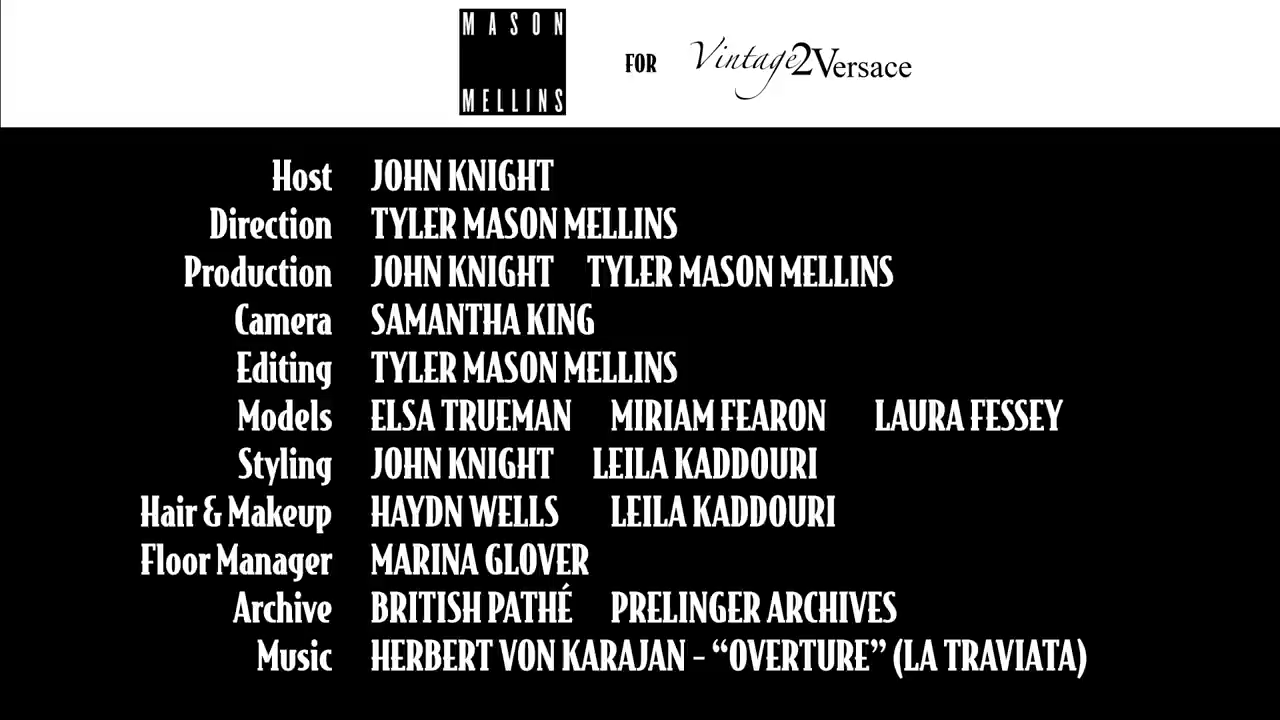 MASON
MELLINS
FOR Vintage2Versace
Host JOHN KNIGHT
Direction TYLER MASON MELLINS
Production JOHN KNIGHT TYLER MASON MELLINS
Camera SAMANTHA KING
Editing TYLER MASON MELLINS
Models ELSA TRUEMAN MIRIAM FEARON LAURA FESSEY
Styling JOHN KNIGHT LEILA KADDOURI
Hair & Makeup HAYDN WELLS LEILA KADDOURI
Floor Manager MARINA GLOVER
Archive BRITISH PATHÉ PRELINGER ARCHIVES
Music HERBERT VON KARAJAN – “OVERTURE” (LA TRAVIATA)